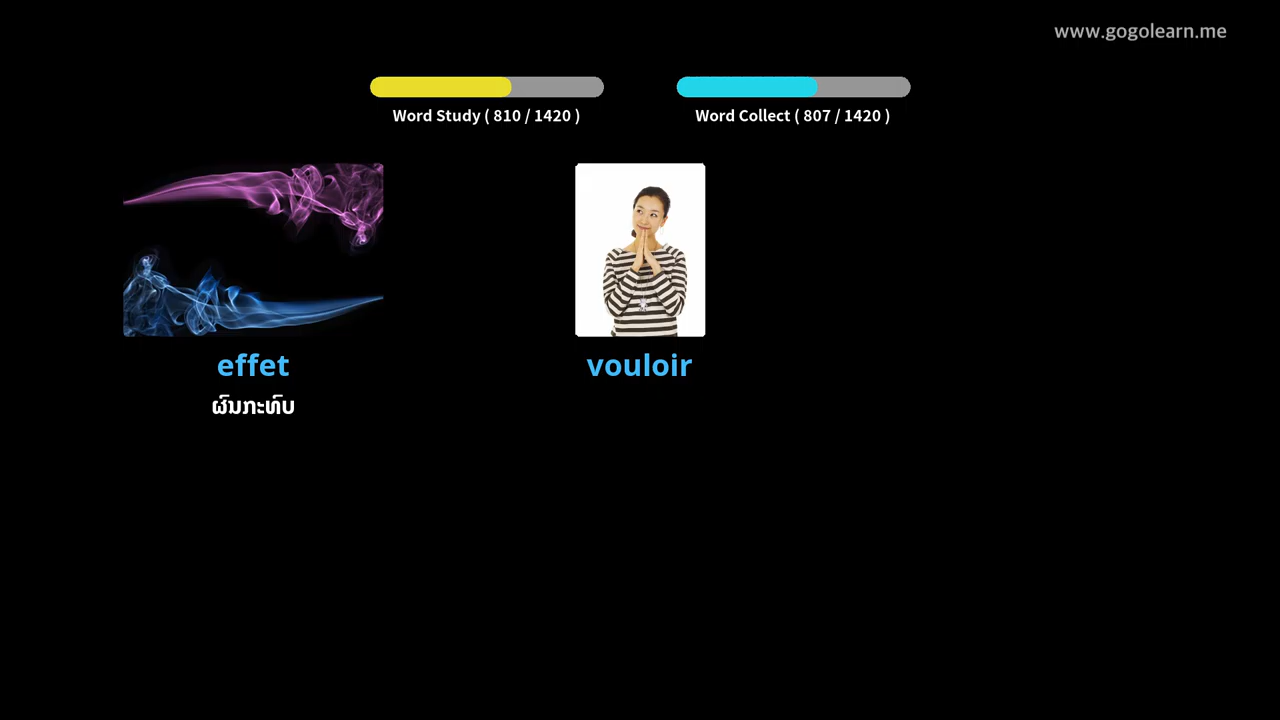 www.gogolearn.me
Word Study ( 810 / 1420 )
Word Collect ( 807 / 1420 )
effet
ຜົນກະທົບ
vouloir